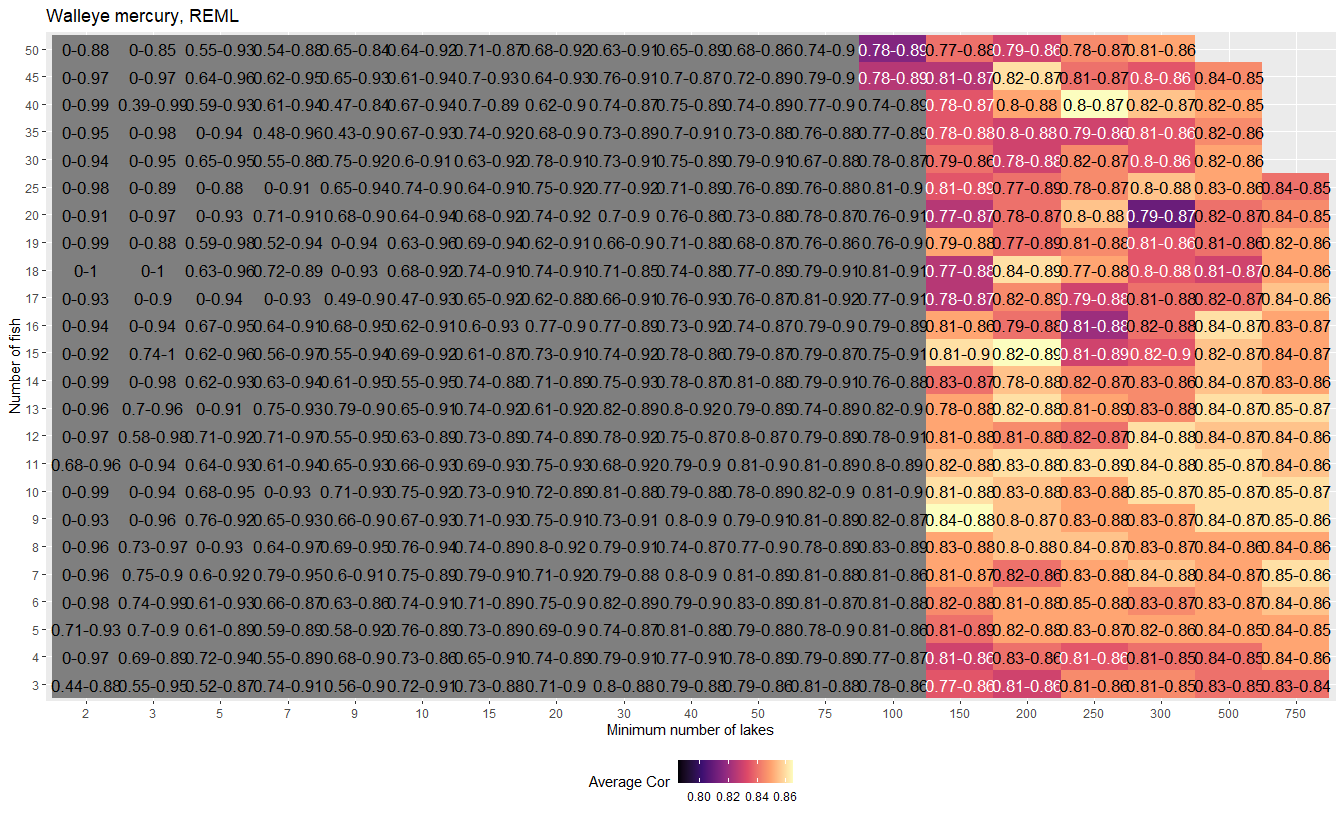 Walleye mercury, REML
Number of fish
50 0-0.88 0-0.85 0.55-0.93 0.54-0.88 0.65-0.84 0.64-0.92 0.71-0.87 0.68-0.92 0.63-0.91 0.65-0.89 0.68-0.86 0.74-0.9 0.78-0.89 0.77-0.88 0.79-0.86 0.78-0.87 0.81-0.86
45 0-0.97 0-0.97 0.64-0.96 0.62-0.95 0.65-0.93 0.61-0.94 0.7-0.93 0.64-0.93 0.76-0.91 0.7-0.87 0.72-0.89 0.79-0.9 0.78-0.89 0.81-0.87 0.82-0.87 0.81-0.87 0.8-0.86 0.84-0.85
40 0-0.99 0.39-0.99 0.59-0.93 0.61-0.94 0.47-0.84 0.67-0.94 0.7-0.89 0.62-0.9 0.74-0.87 0.75-0.89 0.74-0.89 0.77-0.9 0.74-0.89 0.78-0.87 0.8-0.88 0.8-0.87 0.82-0.87 0.82-0.85
35 0-0.95 0-0.98 0-0.94 0.48-0.96 0.43-0.9 0.67-0.93 0.74-0.92 0.68-0.89 0.73-0.89 0.7-0.91 0.73-0.88 0.76-0.88 0.77-0.89 0.78-0.88 0.8-0.88 0.79-0.86 0.81-0.86 0.82-0.86
30 0-0.94 0-0.95 0.65-0.95 0.55-0.86 0.75-0.92 0.6-0.91 0.63-0.92 0.78-0.91 0.73-0.91 0.75-0.89 0.79-0.91 0.67-0.88 0.78-0.87 0.79-0.86 0.78-0.88 0.82-0.87 0.8-0.86 0.82-0.86
25 0-0.98 0-0.89 0-0.88 0-0.91 0.65-0.94 0.74-0.9 0.64-0.91 0.75-0.92 0.77-0.92 0.71-0.89 0.76-0.89 0.76-0.88 0.81-0.9 0.81-0.89 0.77-0.89 0.78-0.87 0.8-0.88 0.83-0.86 0.84-0.85
20 0-0.91 0-0.97 0-0.93 0.71-0.91 0.68-0.9 0.64-0.94 0.68-0.92 0.74-0.92 0.7-0.9 0.76-0.86 0.73-0.88 0.78-0.87 0.76-0.91 0.77-0.87 0.78-0.87 0.8-0.88 0.79-0.87 0.82-0.87 0.84-0.85
19 0-0.99 0-0.88 0.59-0.98 0.52-0.94 0-0.94 0.63-0.96 0.69-0.94 0.62-0.91 0.66-0.9 0.71-0.88 0.68-0.87 0.76-0.86 0.76-0.9 0.79-0.88 0.77-0.89 0.81-0.88 0.81-0.86 0.81-0.86 0.82-0.86
18 0-1 0-1 0.63-0.96 0.72-0.89 0-0.93 0.68-0.92 0.74-0.91 0.74-0.91 0.71-0.85 0.74-0.88 0.77-0.89 0.79-0.91 0.81-0.91 0.77-0.88 0.84-0.89 0.77-0.88 0.8-0.88 0.81-0.87 0.84-0.86
17 0-0.93 0-0.9 0-0.94 0-0.93 0.49-0.9 0.47-0.93 0.65-0.92 0.62-0.88 0.66-0.91 0.76-0.93 0.76-0.87 0.81-0.92 0.77-0.91 0.78-0.87 0.82-0.89 0.79-0.88 0.81-0.88 0.82-0.87 0.84-0.86
16 0-0.94 0-0.94 0.67-0.95 0.64-0.91 0.68-0.95 0.62-0.91 0.6-0.93 0.77-0.9 0.77-0.89 0.73-0.92 0.74-0.87 0.79-0.9 0.79-0.89 0.81-0.86 0.79-0.88 0.81-0.88 0.82-0.88 0.84-0.87 0.83-0.87
15 0-0.92 0.74-1 0.62-0.96 0.56-0.97 0.55-0.94 0.69-0.92 0.61-0.87 0.73-0.91 0.74-0.92 0.78-0.86 0.79-0.87 0.79-0.87 0.75-0.91 0.81-0.9 0.82-0.89 0.81-0.89 0.82-0.9 0.82-0.87 0.84-0.87
14 0-0.99 0-0.98 0.62-0.93 0.63-0.94 0.61-0.95 0.55-0.95 0.74-0.88 0.71-0.89 0.75-0.93 0.78-0.87 0.81-0.88 0.79-0.91 0.76-0.88 0.83-0.87 0.78-0.88 0.82-0.87 0.83-0.86 0.84-0.87 0.83-0.86
13 0-0.96 0.7-0.96 0-0.91 0.75-0.93 0.79-0.9 0.65-0.91 0.74-0.92 0.61-0.92 0.82-0.89 0.8-0.92 0.79-0.89 0.74-0.89 0.82-0.9 0.78-0.88 0.82-0.88 0.81-0.89 0.83-0.88 0.84-0.87 0.85-0.87
12 0-0.97 0.58-0.98 0.71-0.92 0.71-0.97 0.55-0.95 0.63-0.89 0.73-0.89 0.74-0.89 0.78-0.92 0.75-0.87 0.8-0.87 0.79-0.89 0.78-0.91 0.81-0.88 0.81-0.88 0.82-0.87 0.84-0.88 0.84-0.87 0.84-0.86
11 0.68-0.96 0-0.94 0.64-0.93 0.61-0.94 0.65-0.93 0.66-0.93 0.69-0.93 0.75-0.93 0.68-0.92 0.79-0.9 0.81-0.9 0.81-0.89 0.8-0.89 0.82-0.88 0.83-0.88 0.83-0.89 0.84-0.88 0.85-0.87 0.84-0.86
10 0-0.99 0-0.94 0.68-0.95 0-0.93 0.71-0.93 0.75-0.92 0.73-0.91 0.72-0.89 0.81-0.88 0.79-0.88 0.78-0.89 0.82-0.9 0.81-0.9 0.81-0.88 0.83-0.88 0.83-0.88 0.85-0.87 0.85-0.87 0.85-0.86
9 0-0.93 0-0.96 0.76-0.92 0.65-0.93 0.66-0.9 0.67-0.93 0.73-0.91 0.75-0.91 0.73-0.91 0.8-0.9 0.79-0.91 0.81-0.89 0.82-0.87 0.84-0.88 0.8-0.87 0.83-0.88 0.83-0.87 0.84-0.87 0.85-0.86
8 0-0.96 0.73-0.97 0-0.93 0.64-0.97 0.69-0.95 0.76-0.94 0.74-0.89 0.8-0.92 0.79-0.91 0.74-0.87 0.77-0.9 0.78-0.89 0.83-0.89 0.83-0.88 0.8-0.88 0.84-0.87 0.83-0.87 0.84-0.86 0.84-0.86
7 0-0.96 0.75-0.9 0.6-0.92 0.79-0.95 0.6-0.91 0.75-0.89 0.79-0.91 0.71-0.92 0.79-0.88 0.8-0.9 0.81-0.89 0.81-0.88 0.81-0.86 0.81-0.87 0.82-0.86 0.83-0.88 0.84-0.88 0.84-0.87 0.85-0.86
6 0-0.98 0.74-0.99 0.61-0.93 0.66-0.87 0.63-0.86 0.74-0.91 0.71-0.89 0.75-0.9 0.82-0.89 0.79-0.9 0.83-0.89 0.81-0.87 0.81-0.88 0.82-0.88 0.81-0.88 0.85-0.88 0.83-0.87 0.83-0.87 0.84-0.86
5 0.71-0.93 0.7-0.9 0.61-0.89 0.59-0.89 0.58-0.92 0.76-0.89 0.73-0.89 0.69-0.9 0.74-0.87 0.81-0.88 0.79-0.88 0.78-0.9 0.81-0.86 0.81-0.89 0.82-0.88 0.83-0.87 0.82-0.86 0.84-0.85 0.84-0.85
4 0-0.97 0.69-0.89 0.72-0.94 0.55-0.89 0.68-0.9 0.73-0.86 0.65-0.91 0.74-0.89 0.79-0.91 0.77-0.91 0.78-0.89 0.79-0.89 0.77-0.87 0.81-0.86 0.83-0.86 0.81-0.86 0.81-0.85 0.84-0.85 0.84-0.86
3 0.44-0.88 0.55-0.95 0.52-0.87 0.74-0.91 0.56-0.9 0.72-0.91 0.73-0.88 0.71-0.9 0.8-0.88 0.79-0.88 0.79-0.86 0.81-0.88 0.78-0.86 0.77-0.86 0.81-0.86 0.81-0.86 0.81-0.85 0.83-0.85 0.83-0.84
2 3 5 7 9 10 15 20 30 40 50 75 100 150 200 250 300 500 750
Minimum number of lakes
Average Cor
0.80 0.82 0.84 0.86